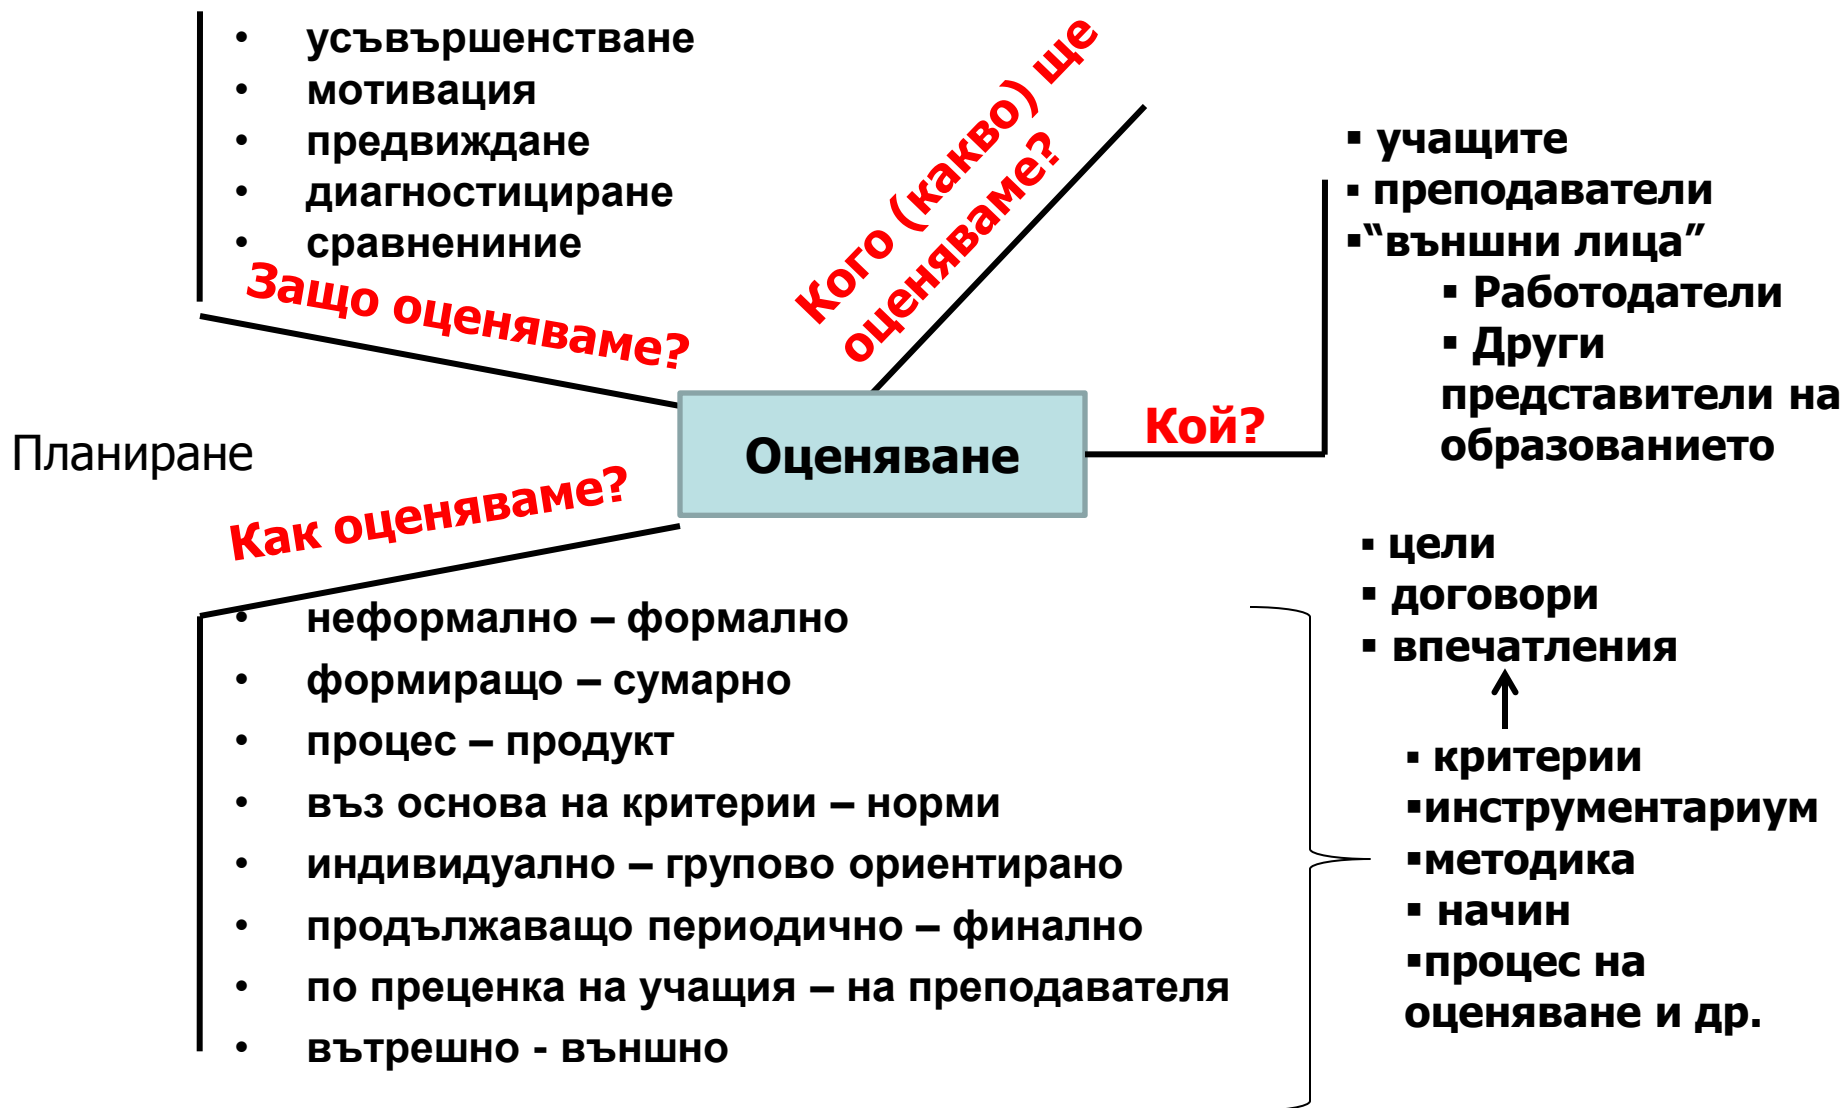 • усъвършенстване
• мотивация
• предвиждане
• диагностициране
• сравнениние
Защо оценяваме?
Кого (какво) ще
оценяваме?
▪ учащите
▪ преподаватели
▪“външни лица”
▪ Работодатели
▪ Други
представители на
образованието
Кой?
Оценяване
Планиране
Как оценяваме?
• неформално – формално
• формиращо – сумарно
• процес – продукт
• въз основа на критерии – норми
• индивидуално – групово ориентирано
• продължаващо периодично – финално
• по преценка на учащия – на преподавателя
• вътрешно - външно
▪ цели
▪ договори
▪ впечатления
▪ критерии
▪инструментариум
▪методика
▪ начин
▪процес на
оценяване и др.